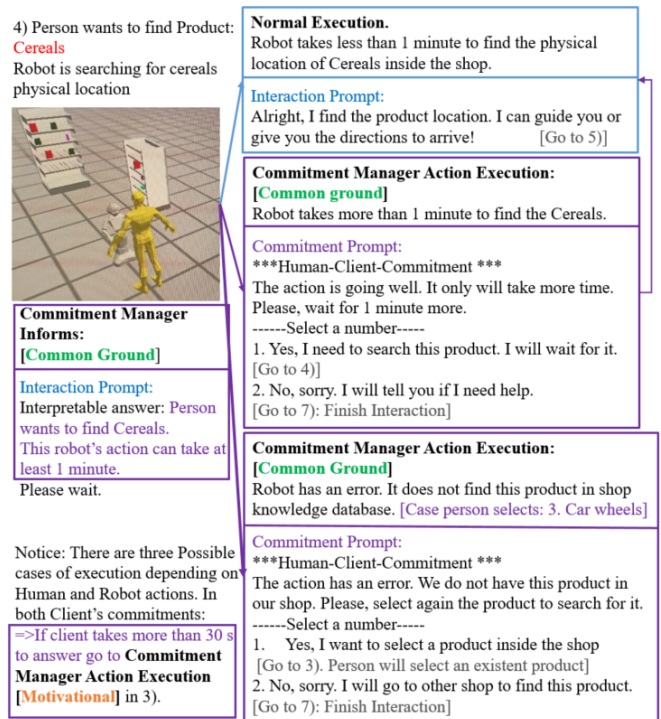 4) Person wants to find Product:
Cereals
Robot is searching for cereals
physical location
Commitment Manager
Informs:
[Common Ground]
Interaction Prompt:
Interpretable answer: Person
wants to find Cereals.
This robot's action can take at
least 1 minute.
Please wait.
Notice: There are three Possible
cases of execution depending on
Human and Robot actions. In
both Client's commitments:
=>If client takes more than 30 s
to answer go to Commitment
Manager Action Execution
[Motivational] in 3).
Normal Execution.
Robot takes less than 1 minute to find the physical
location of Cereals inside the shop.
Interaction Prompt:
Alright, I find the product location. I can guide you or
give you the directions to arrive! [Go to 5)]
Commitment Manager Action Execution:
[Common ground]
Robot takes more than 1 minute to find the Cereals.
Commitment Prompt:
***Human-Client-Commitment ***
The action is going well. It only will take more time.
Please, wait for 1 minute more.
------Select a number-----
1. Yes, I need to search this product. I will wait for it.
[Go to 4)]
2. No, sorry. I will tell you if I need help.
[Go to 7): Finish Interaction]
Commitment Manager Action Execution:
[Common Ground]
Robot has an error. It does not find this product in shop
knowledge database. [Case person selects: 3. Car wheels]
Commitment Prompt:
***Human-Client-Commitment ***
The action has an error. We do not have this product in
our shop. Please, select again the product to search for it.
------Select a number-----
1. Yes, I want to select a product inside the shop
[Go to 3). Person will select an existent product]
2. No, sorry. I will go to other shop to find this product.
[Go to 7): Finish Interaction]